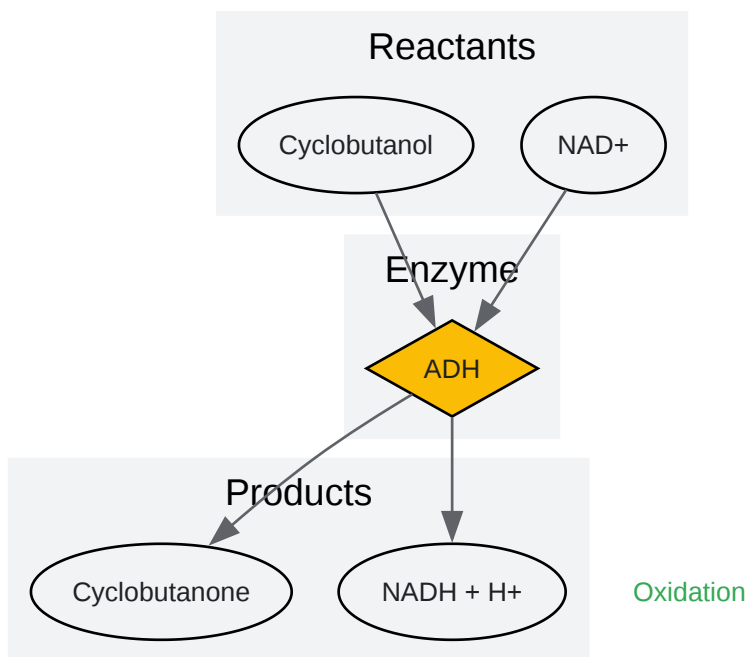 Reactants
Cyclobutanol
NAD+
Enzyme
ADH
Products
Cyclobutanone
NADH + H+
Oxidation